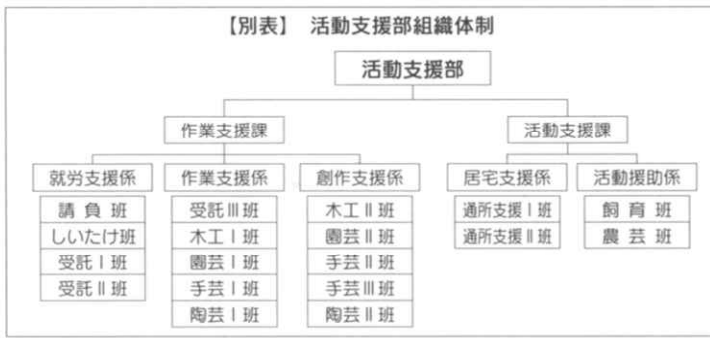 【別表】 活動支援部組織体制
活動支援部
作業支援課
活動支援課
就労支援係
作業支援係
創作支援係
居宅支援係
活動援助係
請負班
しいたけ班
受託Ⅰ班
受託Ⅱ班
受託Ⅲ班
木工Ⅰ班
園芸Ⅰ班
手芸Ⅰ班
陶芸Ⅰ班
木工Ⅱ班
園芸Ⅱ班
手芸Ⅱ班
手芸Ⅲ班
陶芸Ⅱ班
通所支援Ⅰ班
通所支援Ⅱ班
飼育班
農芸班